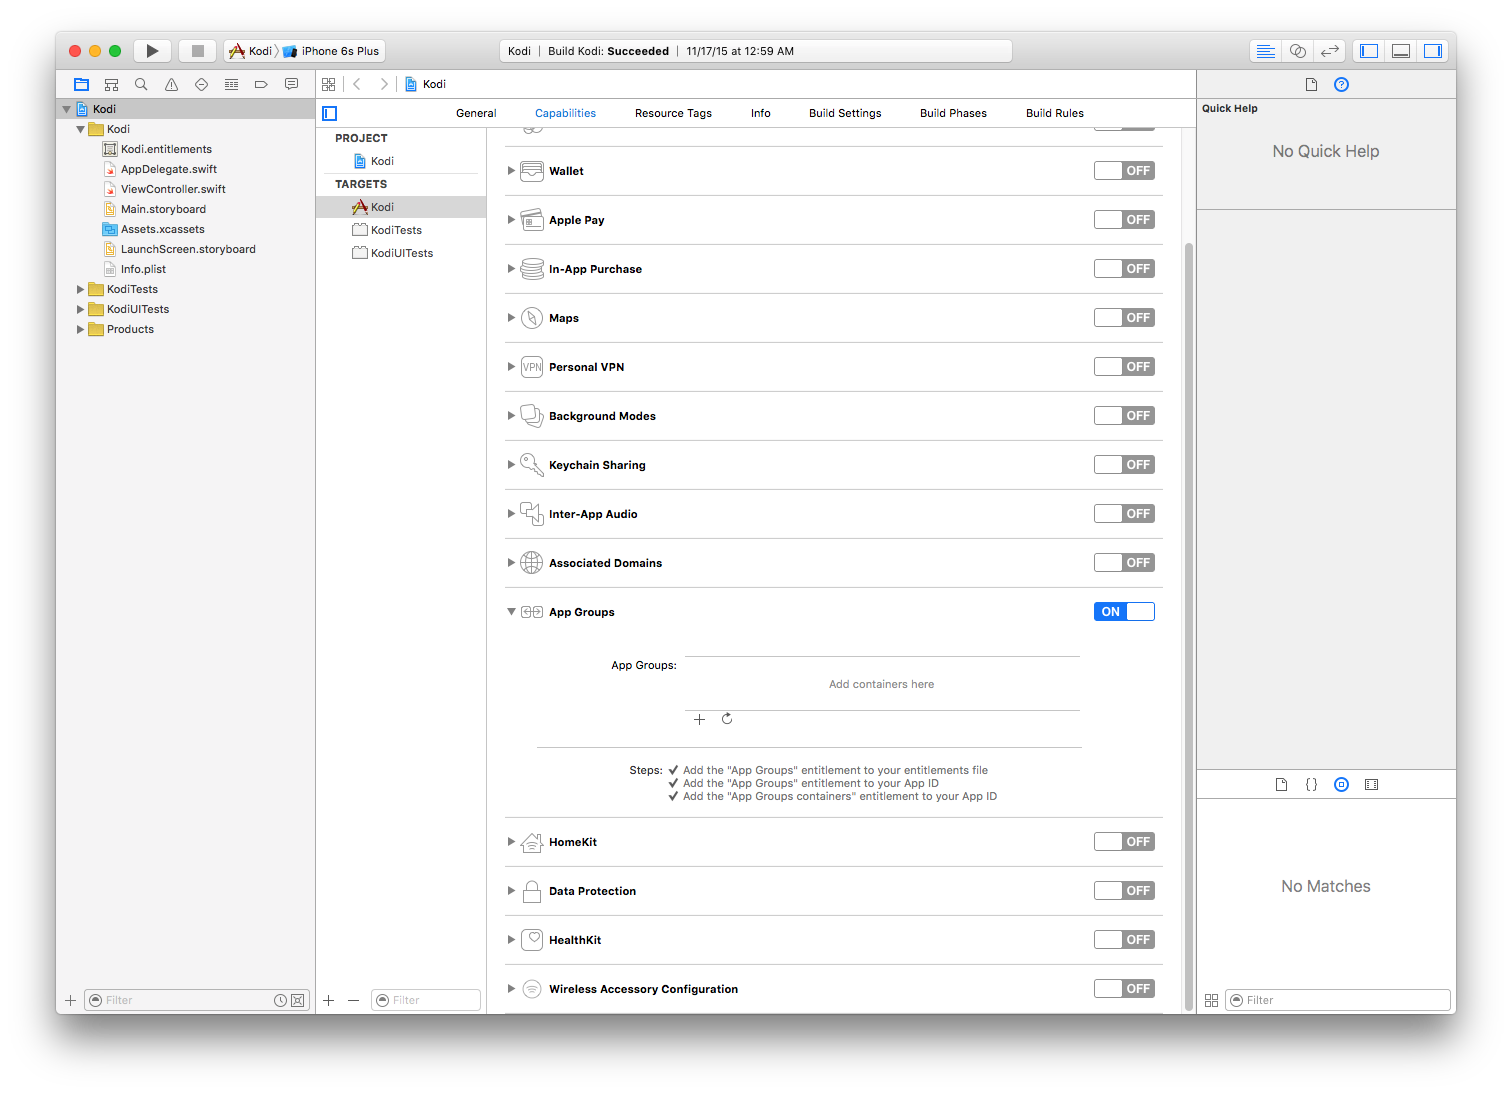 Kodi
iPhone 6s Plus
Kodi | Build Kodi: Succeeded | 11/17/15 at 12:59 AM
Kodi
Kodi
Kodi.entitlements
AppDelegate.swift
ViewController.swift
Main.storyboard
Assets.xcassets
LaunchScreen.storyboard
Info.plist
KodiTests
KodiUITests
Products
Filter
Kodi
General
Capabilities
Resource Tags
Info
Build Settings
Build Phases
Build Rules
PROJECT
Kodi
TARGETS
Kodi
KodiTests
KodiUITests
Filter
Wallet
OFF
Apple Pay
OFF
In-App Purchase
OFF
Maps
OFF
VPN
Personal VPN
OFF
Background Modes
OFF
Keychain Sharing
OFF
Inter-App Audio
OFF
Associated Domains
OFF
App Groups
ON
App Groups:
Add containers here
Steps: ✔ Add the "App Groups" entitlement to your entitlements file
✔ Add the "App Groups" entitlement to your App ID
✔ Add the "App Groups containers" entitlement to your App ID
HomeKit
OFF
Data Protection
OFF
HealthKit
OFF
Wireless Accessory Configuration
OFF
Quick Help
No Quick Help
{ }
No Matches
Filter